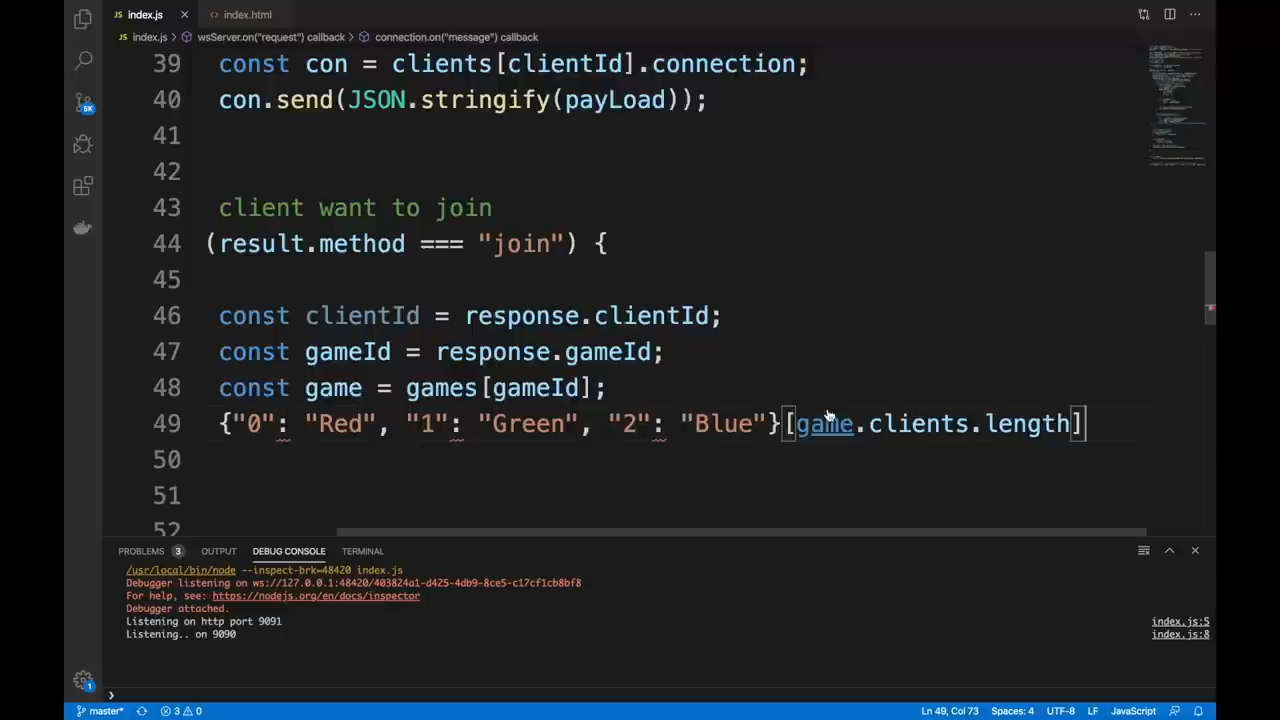 index.js
index.html
index.js > wsServer.on("request") callback > connection.on("message") callback
39 const con = clients[clientId].connection;
40 con.send(JSON.stringify(payLoad));
41
42
43 client want to join
44 (result.method === "join") {
45
46 const clientId = response.clientId;
47 const gameId = response.gameId;
48 const game = games[gameId];
49 {"0": "Red", "1": "Green", "2": "Blue"}[game.clients.length]
50
51
52
5K
PROBLEMS 3 OUTPUT DEBUG CONSOLE TERMINAL
/usr/local/bin/node --inspect-brk=48420 index.js
Debugger listening on ws://127.0.0.1:48420/403824a1-d425-4db9-8ce5-c17cf1cb8bf8
For help, see: https://nodejs.org/en/docs/inspector
Debugger attached.
Listening on http port 9091 index.js:5
Listening.. on 9090 index.js:8
1
master* 3 0 Ln 49, Col 73 Spaces: 4 UTF-8 LF JavaScript